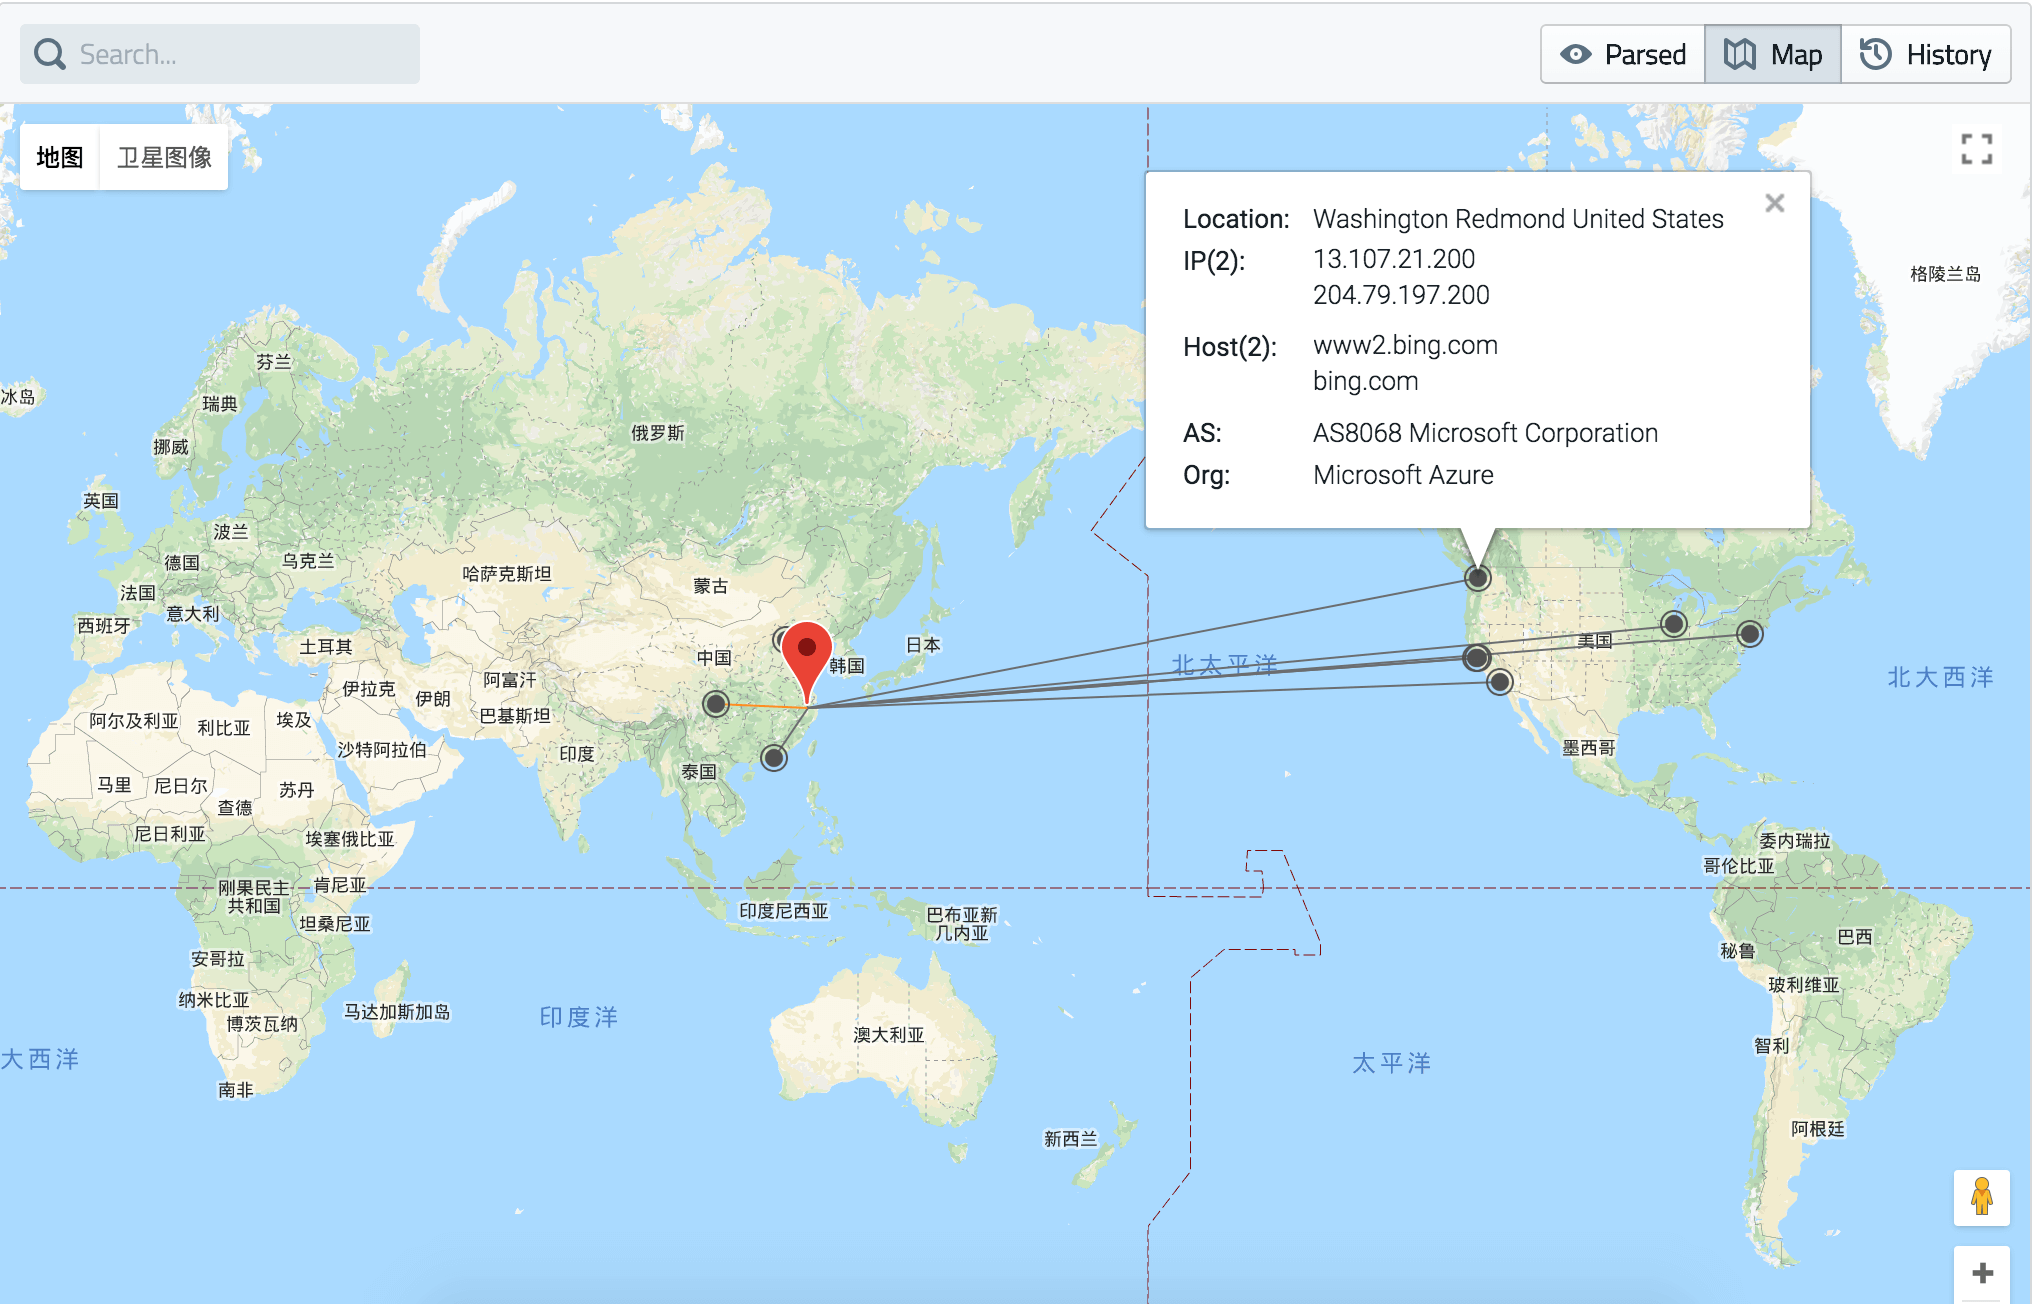 Search...
Parsed
Map
History
地图
卫星图像
Location: Washington Redmond United States
IP(2): 13.107.21.200
204.79.197.200
Host(2): www2.bing.com
bing.com
AS: AS8068 Microsoft Corporation
Org: Microsoft Azure
格陵兰岛
芬兰
冰岛
瑞典
俄罗斯
挪威
英国
波兰
德国
乌克兰
哈萨克斯坦
蒙古
法国
意大利
西班牙
土耳其
日本
美国
中国
韩国
北太平洋
北大西洋
阿富汗
伊拉克
伊朗
巴基斯坦
阿尔及利亚
利比亚
埃及
沙特阿拉伯
印度
墨西哥
泰国
马里
尼日尔
苏丹
查德
尼日利亚
埃塞俄比亚
委内瑞拉
哥伦比亚
刚果民主
共和国
肯尼亚
坦桑尼亚
印度尼西亚
巴布亚新
几内亚
巴西
秘鲁
安哥拉
玻利维亚
纳米比亚
博茨瓦纳
马达加斯加岛
印度洋
澳大利亚
智利
大西洋
太平洋
南非
阿根廷
新西兰